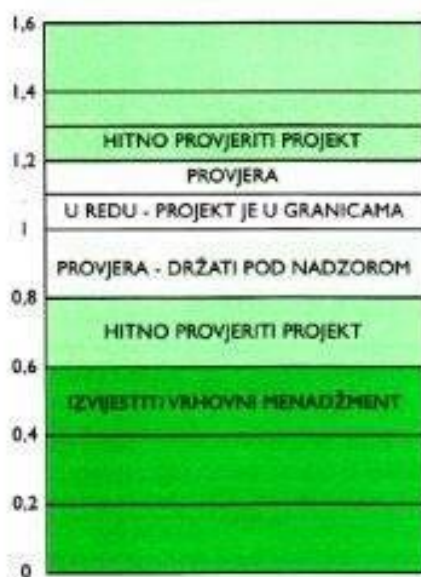 1,6
1,4
HITNO PROVJERITI PROJEKT
1,2
PROVJERA
U REDU - PROJEKT JE U GRANICAMA
1
PROVJERA - DRŽATI POD NADZOROM
0,8
HITNO PROVJERITI PROJEKT
0,6
IZVIJESTITI VRHOVNI MENADŽMENT
0,4
0,2
0